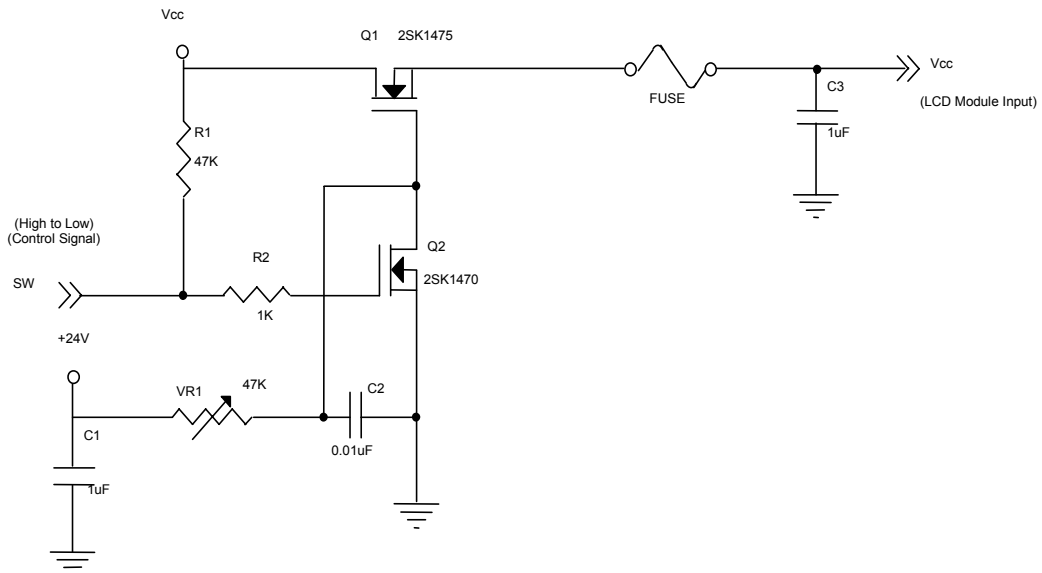 Vcc
Q1 2SK1475
Vcc
FUSE
C3
(LCD Module Input)
R1
1uF
47K
(High to Low)
(Control Signal)
Q2
R2
SW
2SK1470
1K
+24V
VR1
47K
C2
C1
0.01uF
1uF